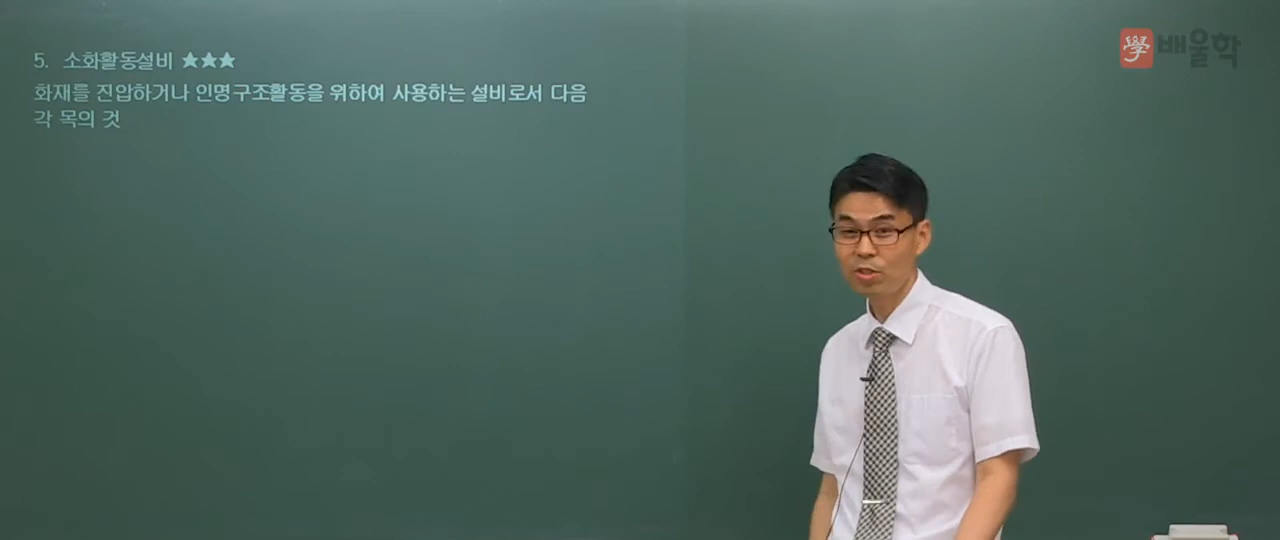 5. 소화활동설비 ★★★
화재를 진압하거나 인명구조활동을 위하여 사용하는 설비로서 다음
각 목의 것
學 배울학